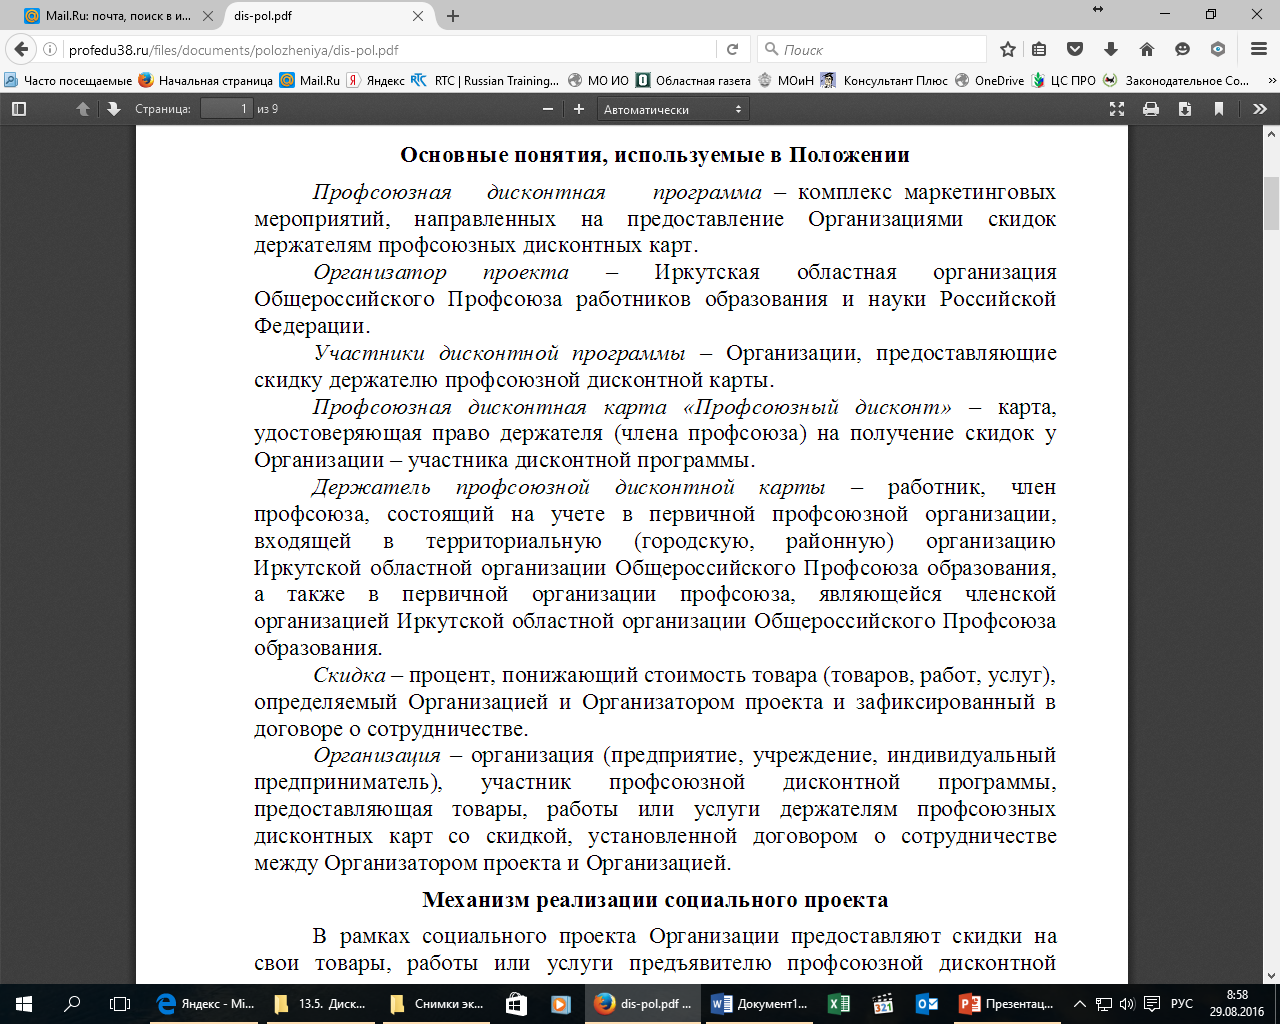 Mail.Ru: почта, поиск в и...
dis-pol.pdf
profedu38.ru/files/documents/polozheniya/dis-pol.pdf
Поиск
Часто посещаемые Начальная страница Mail.Ru Яндекс RTC | Russian Training... МО ИО Областная газета МОиН Консультант Плюс OneDrive ЦС ПРО Законодательное Со...
Страница: 1 из 9 Автоматически
Основные понятия, используемые в Положении
Профсоюзная дисконтная программа – комплекс маркетинговых
мероприятий, направленных на предоставление Организациями скидок
держателям профсоюзных дисконтных карт.
Организатор проекта – Иркутская областная организация
Общероссийского Профсоюза работников образования и науки Российской
Федерации.
Участники дисконтной программы – Организации, предоставляющие
скидку держателю профсоюзной дисконтной карты.
Профсоюзная дисконтная карта «Профсоюзный дисконт» – карта,
удостоверяющая право держателя (члена профсоюза) на получение скидок у
Организации – участника дисконтной программы.
Держатель профсоюзной дисконтной карты – работник, член
профсоюза, состоящий на учете в первичной профсоюзной организации,
входящей в территориальную (городскую, районную) организацию
Иркутской областной организации Общероссийского Профсоюза образования,
а также в первичной организации профсоюза, являющейся членской
организацией Иркутской областной организации Общероссийского Профсоюза
образования.
Скидка – процент, понижающий стоимость товара (товаров, работ, услуг),
определяемый Организацией и Организатором проекта и зафиксированный в
договоре о сотрудничестве.
Организация – организация (предприятие, учреждение, индивидуальный
предприниматель), участник профсоюзной дисконтной программы,
предоставляющая товары, работы или услуги держателям профсоюзных
дисконтных карт со скидкой, установленной договором о сотрудничестве
между Организатором проекта и Организацией.
Механизм реализации социального проекта
В рамках социального проекта Организации предоставляют скидки на
свои товары, работы или услуги предъявителю профсоюзной дисконтной
Яндекс - Mi... 13.5. Диск... Снимки эк... dis-pol.pdf ... Документ1... 321 Презентац... РУС
8:58
29.08.2016